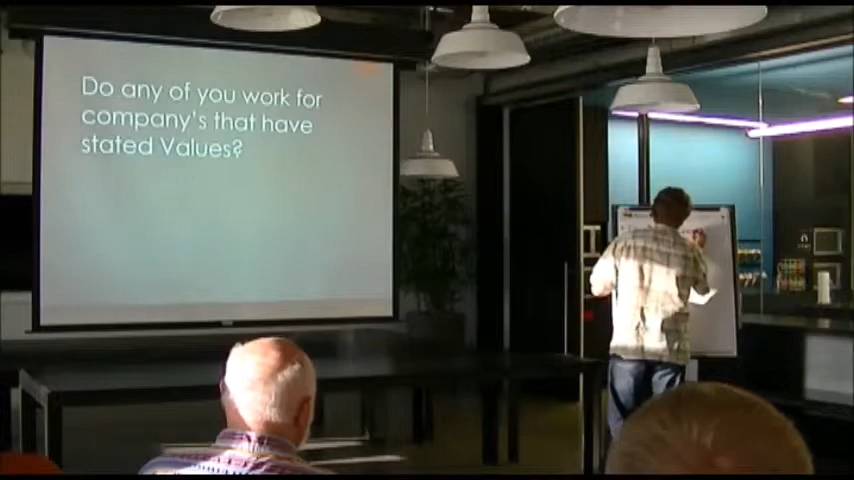 Do any of you work for
company's that have
stated Values?